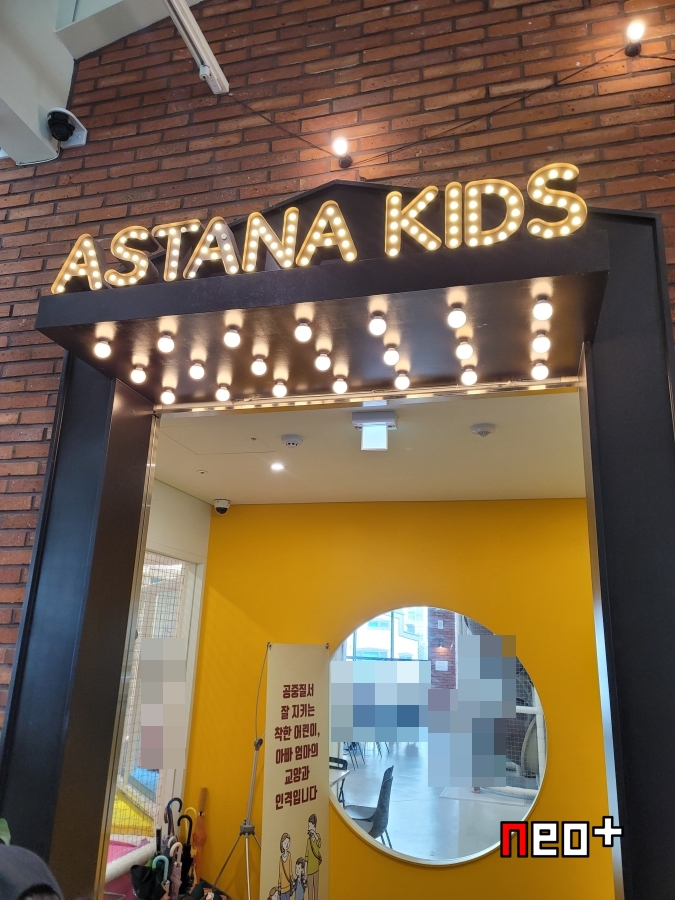 ASTANA KIDS
공중질서
잘 지키는
착한 어린이,
아빠 엄마의
교양과
인격입니다
neo+